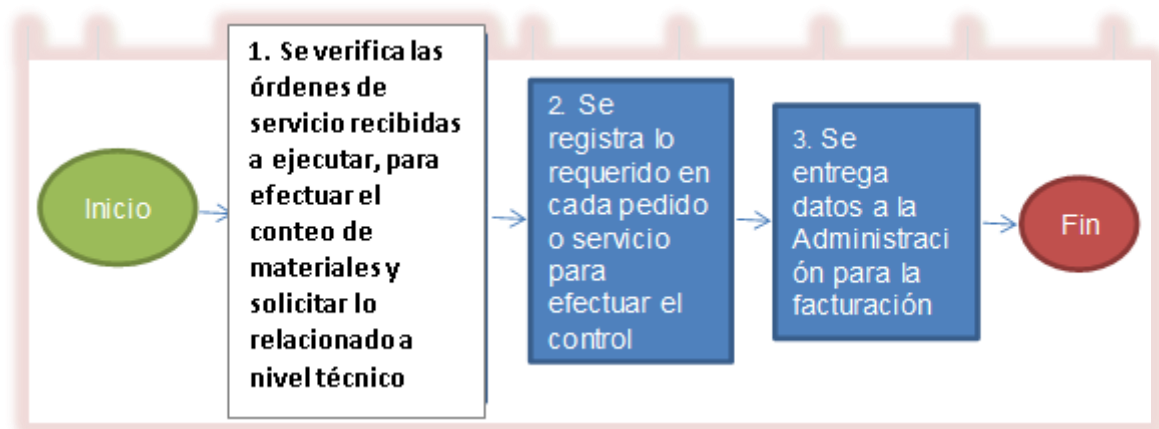 Inicio
1. Se verifica las
órdenes de
servicio recibidas
a ejecutar, para
efectuar el
conteo de
materiales y
solicitar lo
relacionado a
nivel técnico
2. Se
registra lo
requerido en
cada pedido
o servicio
para
efectuar el
control
3. Se
entrega
datos a la
Administraci
ón para la
facturación
Fin